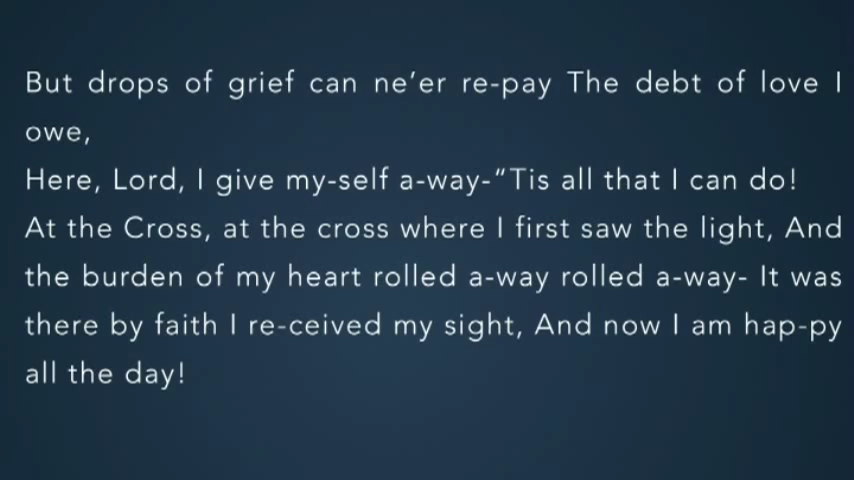 But drops of grief can ne’er re-pay The debt of love I
owe,
Here, Lord, I give my-self a-way-“Tis all that I can do!
At the Cross, at the cross where I first saw the light, And
the burden of my heart rolled a-way rolled a-way- It was
there by faith I re-ceived my sight, And now I am hap-py
all the day!